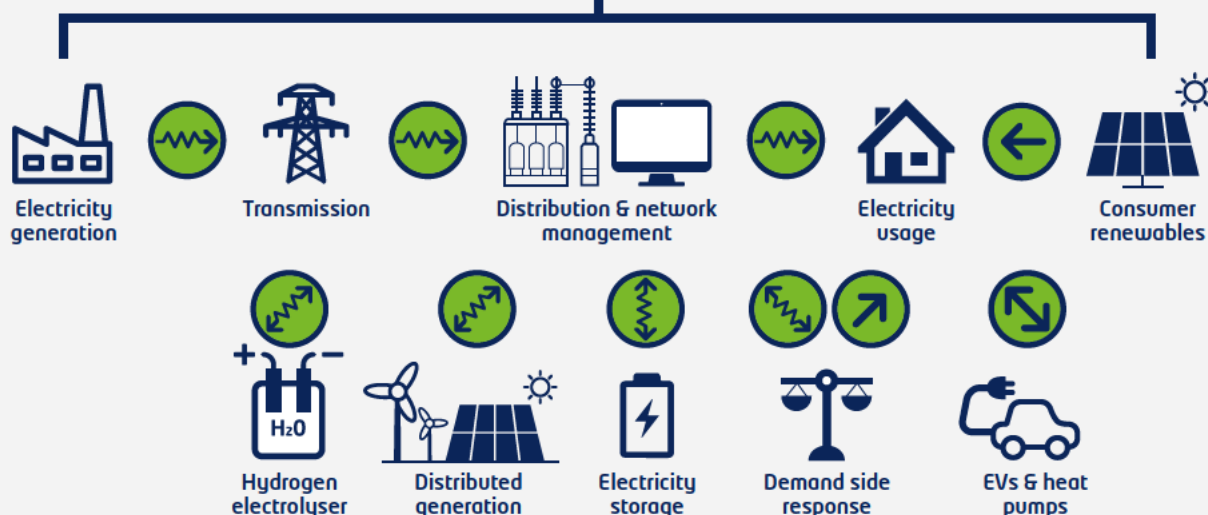 Electricity
generation
Transmission
Distribution & network
management
Electricity
usage
Consumer
renewables
+ −
H₂0
Hydrogen
electrolyser
Distributed
generation
Electricity
storage
Demand side
response
EVs & heat
pumps